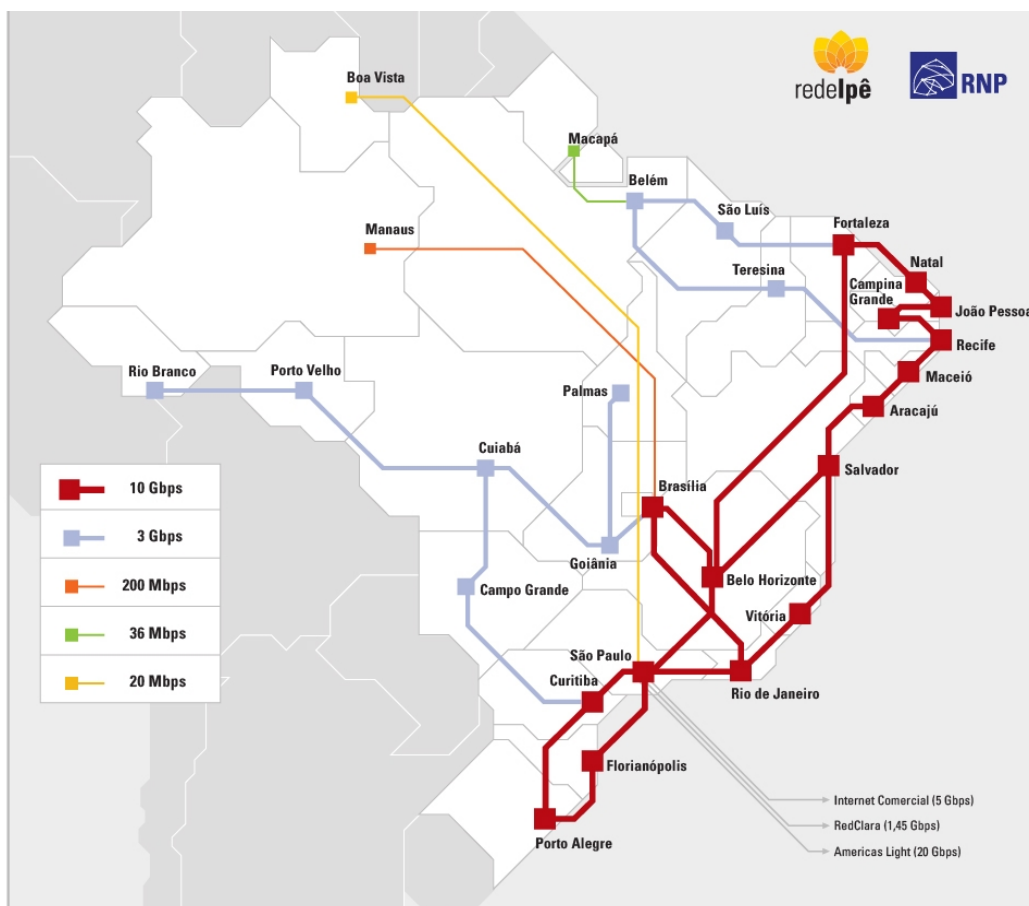 redeIpê
RNP
Boa Vista
Macapá
Belém
São Luís
Fortaleza
Manaus
Teresina
Natal
Campina
Grande
João Pessoa
Recife
Rio Branco
Porto Velho
Palmas
Maceió
Aracajú
Cuiabá
Salvador
Brasília
Goiânia
Belo Horizonte
Campo Grande
Vitória
São Paulo
Curitiba
Rio de Janeiro
Florianópolis
Porto Alegre
10 Gbps
3 Gbps
200 Mbps
36 Mbps
20 Mbps
Internet Comercial (5 Gbps)
RedClara (1,45 Gbps)
Americas Light (20 Gbps)